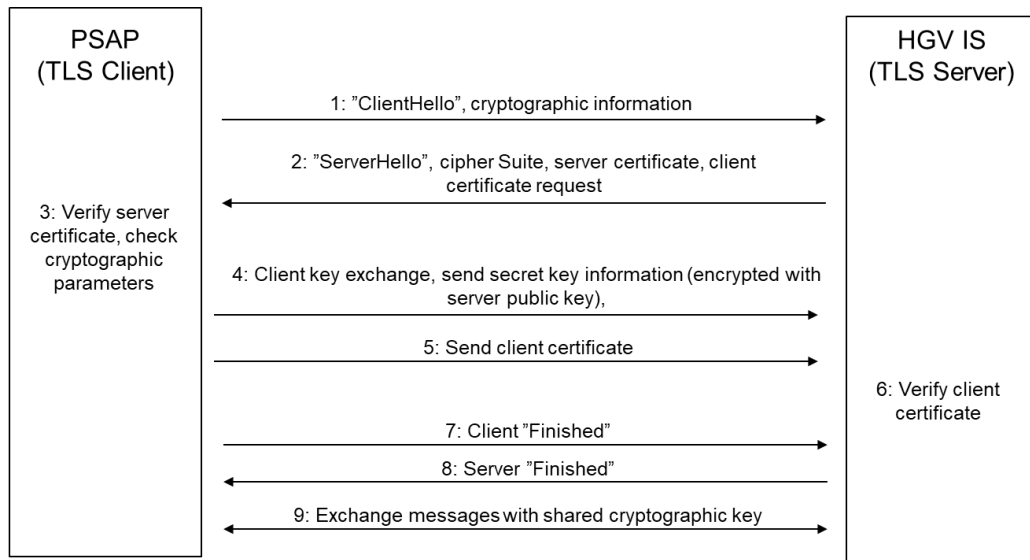 PSAP
(TLS Client)
HGV IS
(TLS Server)
1: ”ClientHello”, cryptographic information
2: ”ServerHello”, cipher Suite, server certificate, client
certificate request
3: Verify server
certificate, check
cryptographic
parameters
4: Client key exchange, send secret key information (encrypted with
server public key),
5: Send client certificate
6: Verify client
certificate
7: Client ”Finished”
8: Server ”Finished”
9: Exchange messages with shared cryptographic key